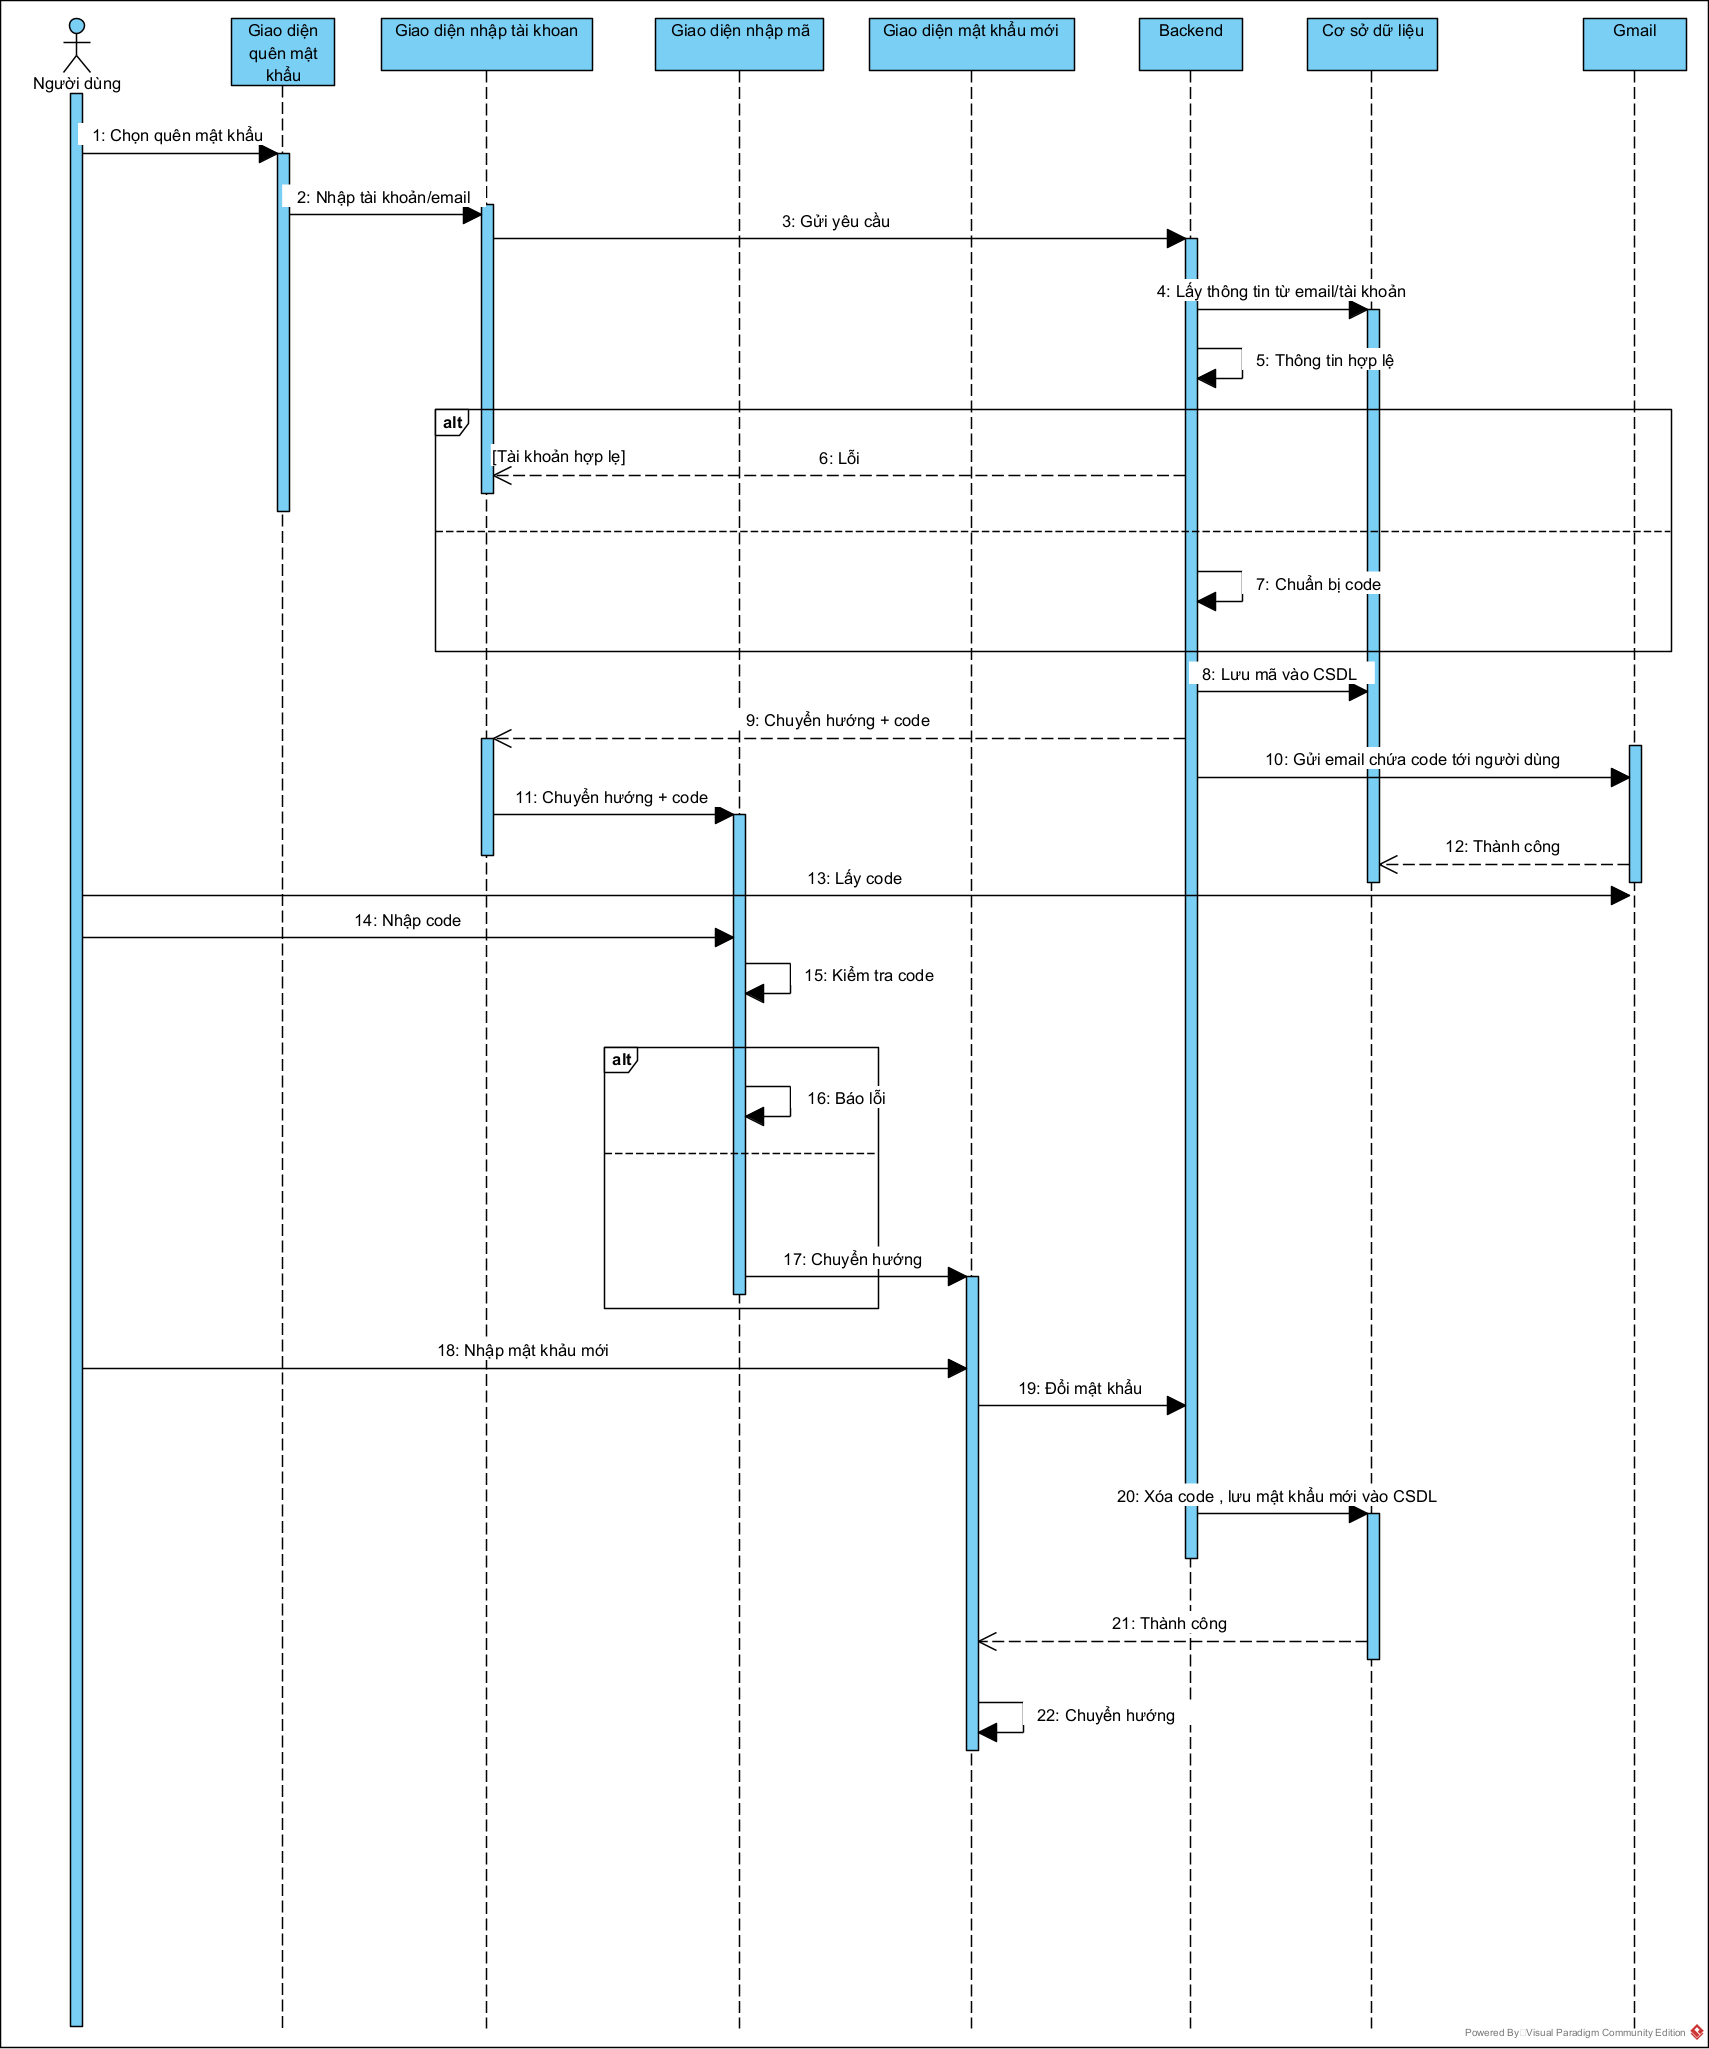 Người dùng
Giao diện
quên mật
khẩu
Giao diện nhập tài khoan
Giao diện nhập mã
Giao diện mật khẩu mới
Backend
Cơ sở dữ liệu
Gmail
1: Chọn quên mật khẩu
2: Nhập tài khoản/email
3: Gửi yêu cầu
4: Lấy thông tin từ email/tài khoản
5: Thông tin hợp lệ
alt
[Tài khoản hợp lẹ]
6: Lỗi
7: Chuẩn bị code
8: Lưu mã vào CSDL
9: Chuyển hướng + code
10: Gửi email chứa code tới người dùng
11: Chuyển hướng + code
12: Thành công
13: Lấy code
14: Nhập code
15: Kiểm tra code
alt
16: Báo lỗi
17: Chuyển hướng
18: Nhập mật khảu mới
19: Đổi mật khẩu
20: Xóa code , lưu mật khẩu mới vào CSDL
21: Thành công
22: Chuyển hướng
Powered By Visual Paradigm Community Edition